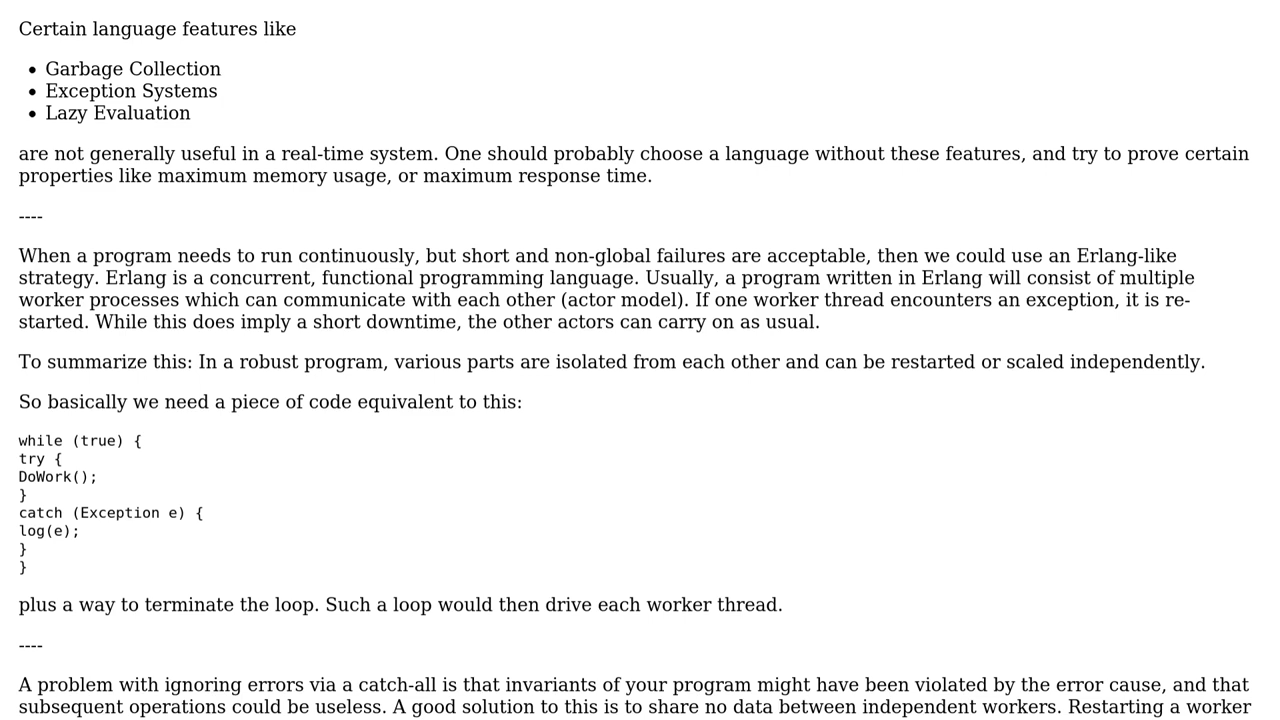 Certain language features like
• Garbage Collection
• Exception Systems
• Lazy Evaluation
are not generally useful in a real-time system. One should probably choose a language without these features, and try to prove certain
properties like maximum memory usage, or maximum response time.
----
When a program needs to run continuously, but short and non-global failures are acceptable, then we could use an Erlang-like
strategy. Erlang is a concurrent, functional programming language. Usually, a program written in Erlang will consist of multiple
worker processes which can communicate with each other (actor model). If one worker thread encounters an exception, it is re-
started. While this does imply a short downtime, the other actors can carry on as usual.
To summarize this: In a robust program, various parts are isolated from each other and can be restarted or scaled independently.
So basically we need a piece of code equivalent to this:
while (true) {
try {
DoWork();
}
catch (Exception e) {
log(e);
}
}
plus a way to terminate the loop. Such a loop would then drive each worker thread.
----
A problem with ignoring errors via a catch-all is that invariants of your program might have been violated by the error cause, and that
subsequent operations could be useless. A good solution to this is to share no data between independent workers. Restarting a worker